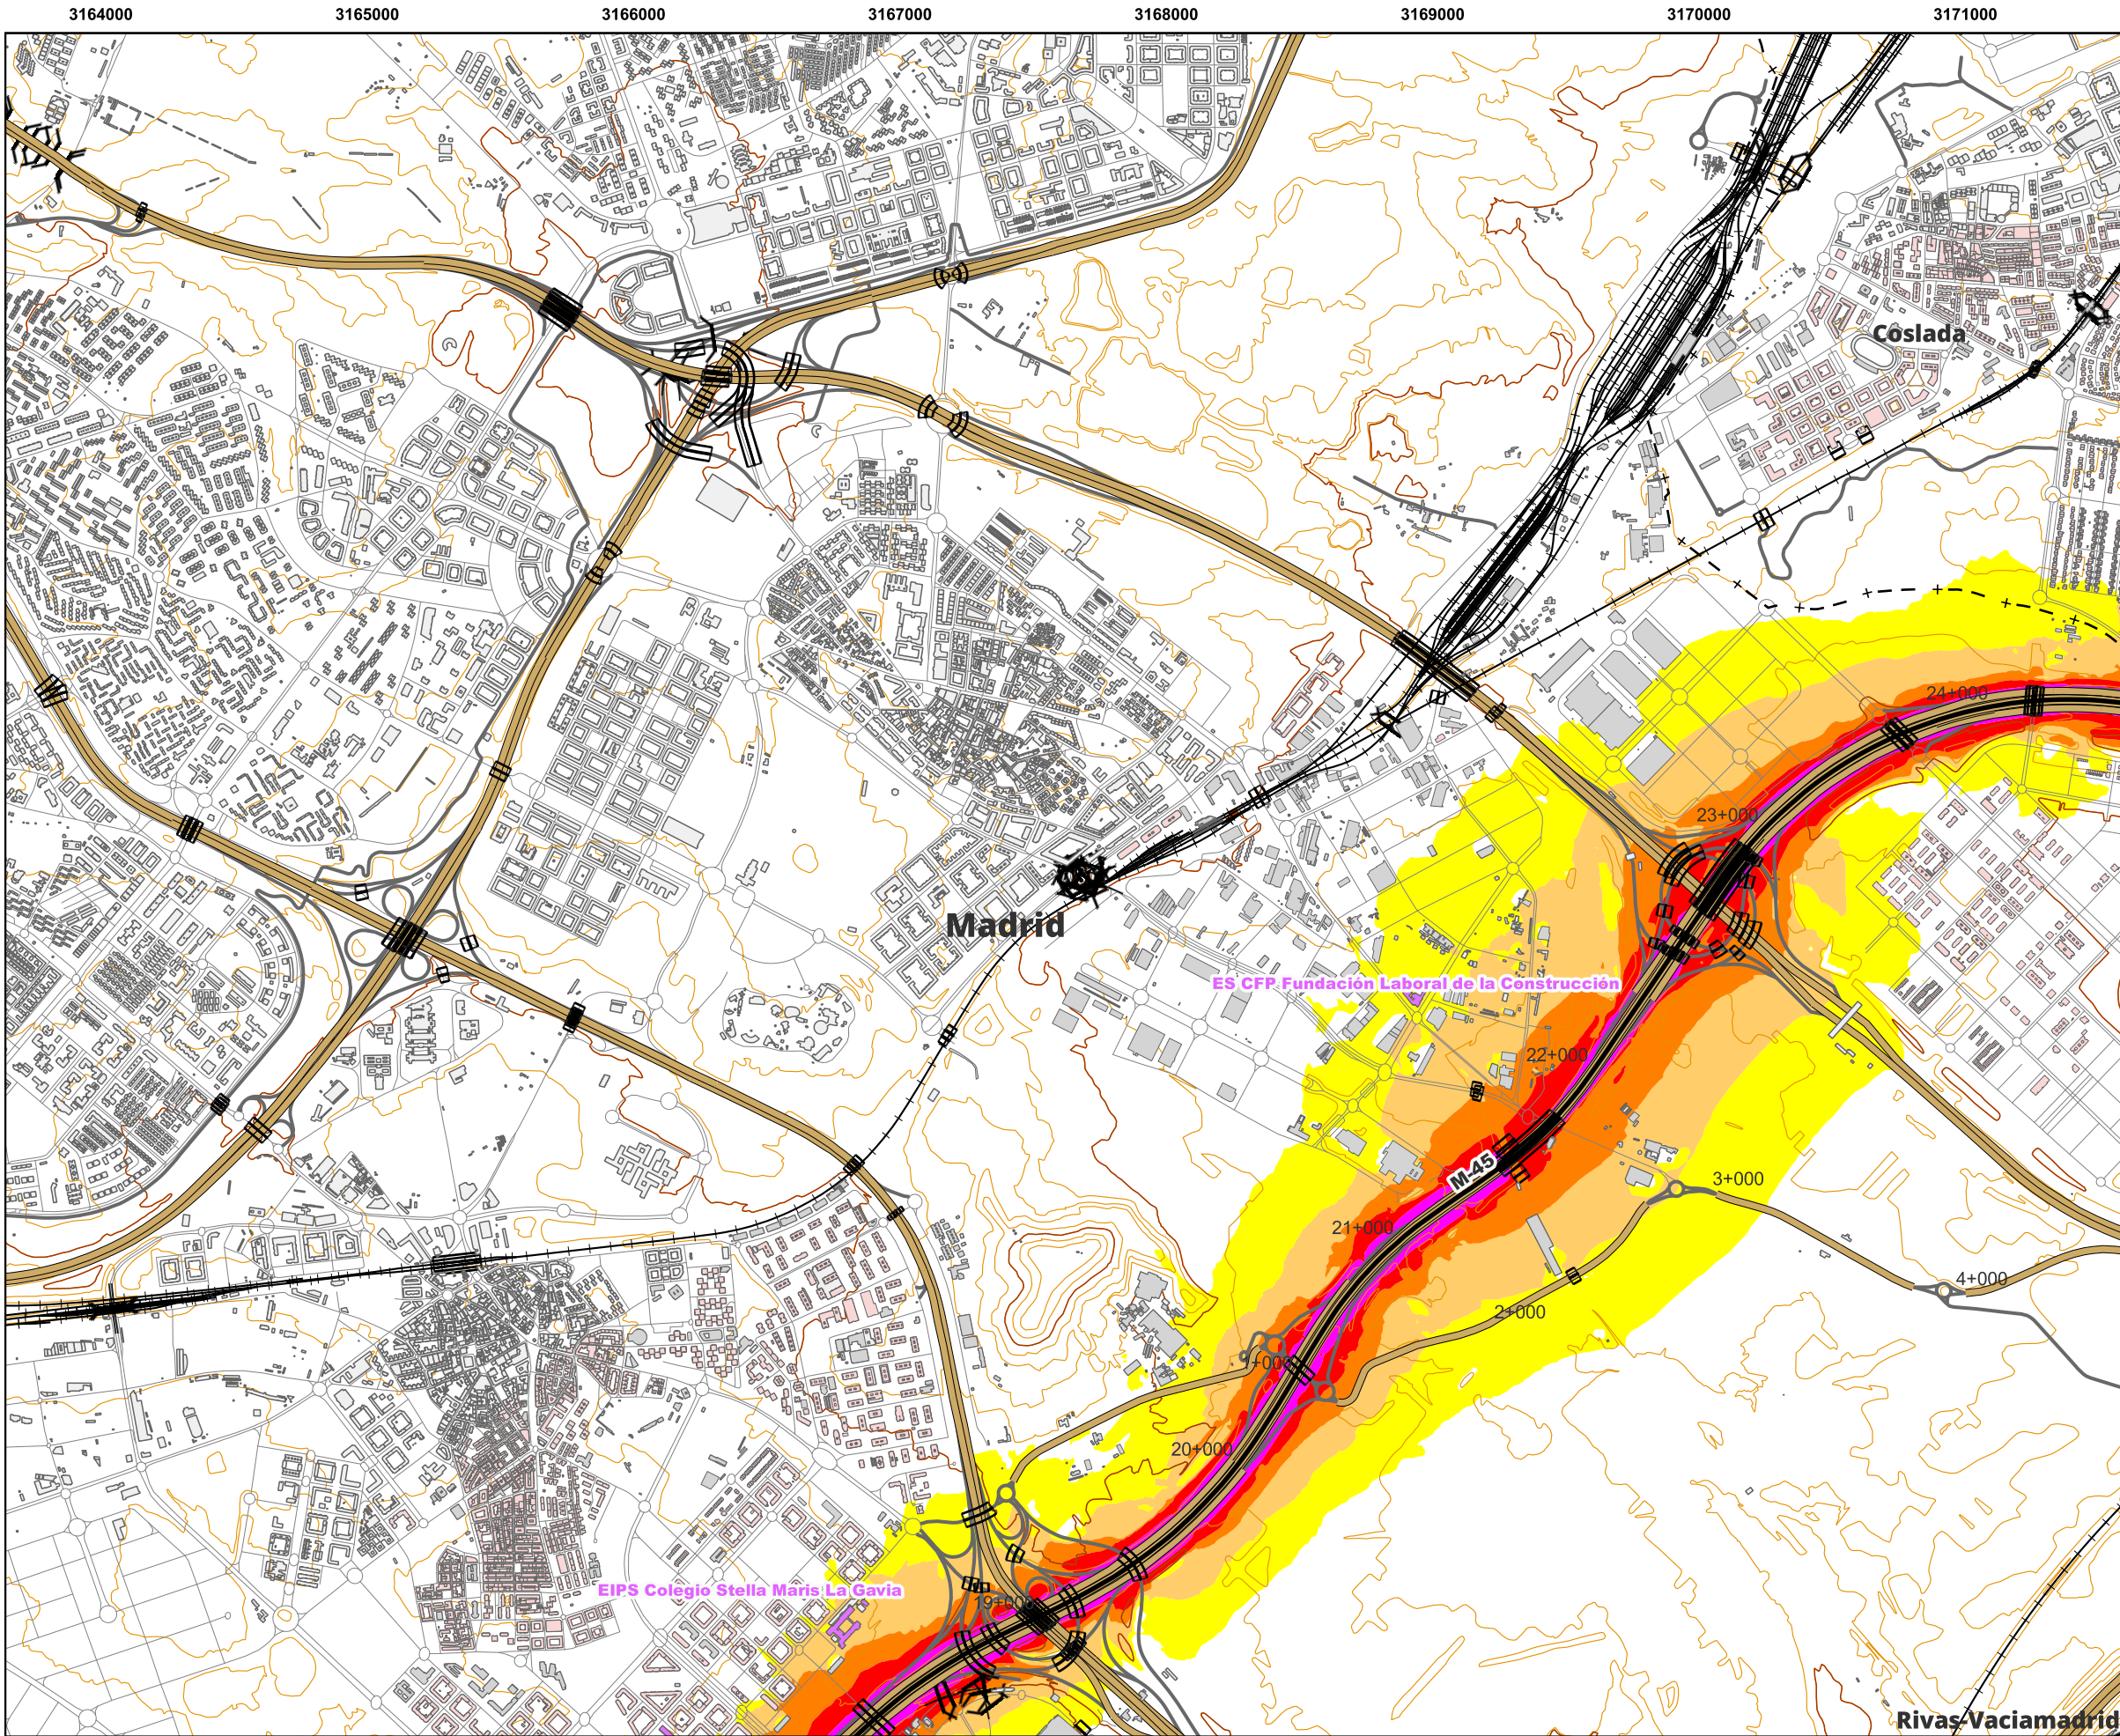 3164000 3165000 3166000 3167000 3168000 3169000 3170000 3171000
Coslada
24+000
23+000
Madrid
ES CFP Fundación Laboral de la Construcción
22+000
M-45
3+000
21+000
4+000
2+000
1+000
20+000
EIPS Colegio Stella Maris La Gavia
19+000
Rivas-Vaciamadrid